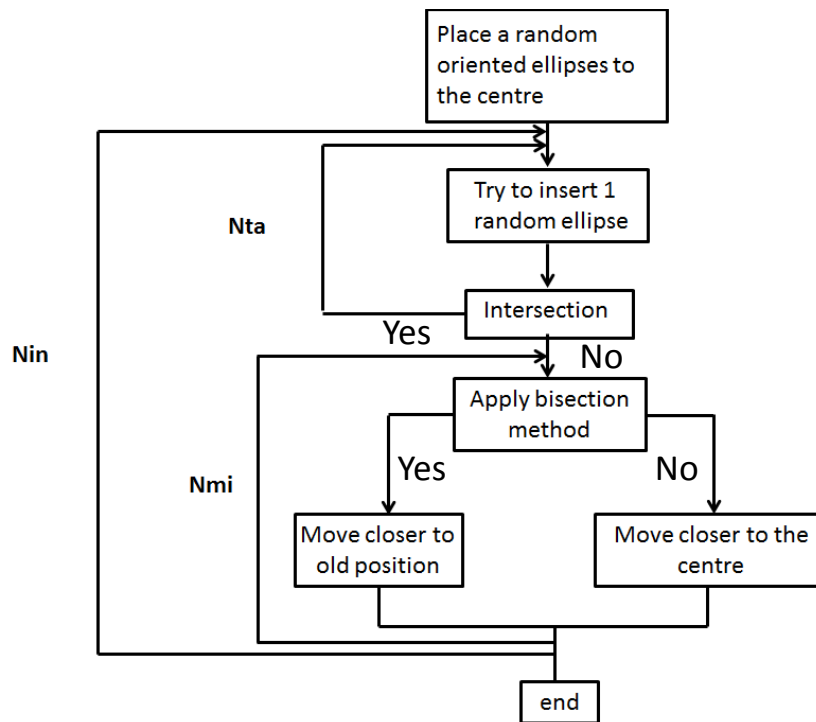 Place a random
oriented ellipses to
the centre
Try to insert 1
random ellipse
Nta
Intersection
Yes
No
Nin
Apply bisection
method
Yes
No
Nmi
Move closer to
old position
Move closer to the
centre
end